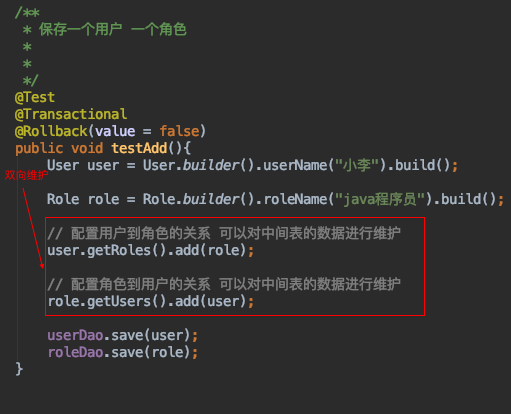 /**
 * 保存一个用户 一个角色
 *
 *
 */
@Test
@Transactional
@Rollback(value = false)
public void testAdd(){
User user = User.builder().userName("小李").build();
双向维护
Role role = Role.builder().roleName("java程序员").build();
// 配置用户到角色的关系 可以对中间表的数据进行维护
user.getRoles().add(role);
// 配置角色到用户的关系 可以对中间表的数据进行维护
role.getUsers().add(user);
userDao.save(user);
roleDao.save(role);
}